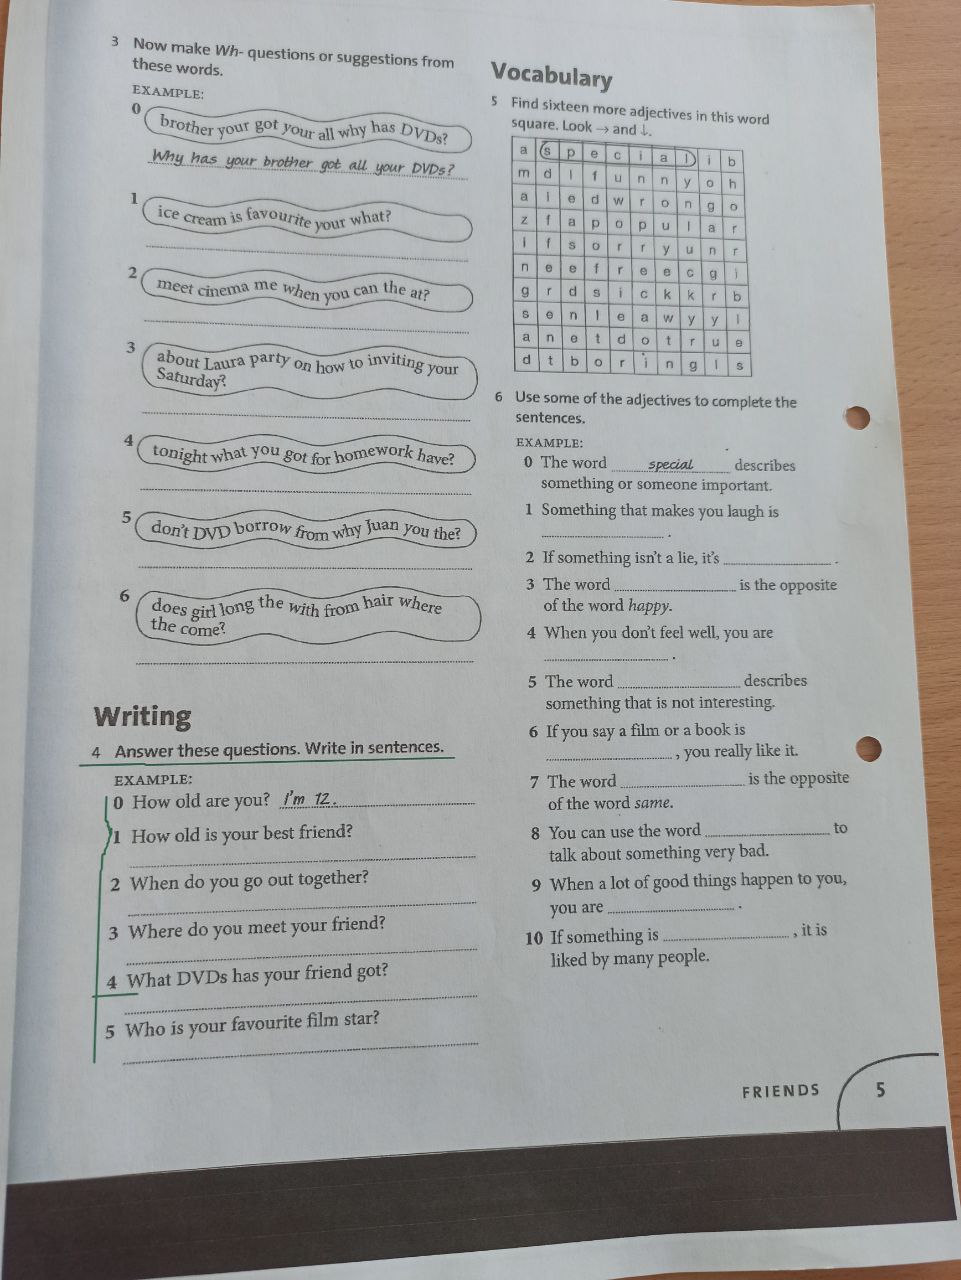 3 Now make Wh- questions or suggestions from
these words.
EXAMPLE:
0 brother your got your all why has DVDs?
Why has your brother got all your DVDs?
1 ice cream is favourite your what?
2 meet cinema me when you can the at?
3 about Laura party on how to inviting your
Saturday?
4 tonight what you got for homework have?
5 don't DVD borrow from why Juan you the?
6 does girl long the with from hair where
the come?
Writing
4 Answer these questions. Write in sentences.
EXAMPLE:
0 How old are you? I'm 12.
1 How old is your best friend?
2 When do you go out together?
3 Where do you meet your friend?
4 What DVDs has your friend got?
5 Who is your favourite film star?
Vocabulary
5 Find sixteen more adjectives in this word
square. Look → and ↓.
a s p e c i a l i b
m d l f u n n y o h
a i e d w r o n g o
z f a p o p u l a r
i f s o r r y u n r
n e e f r e e c g i
g r d s i c k k r b
s e n l e a w y y l
a n e t d o t r u e
d t b o r i n g l s
6 Use some of the adjectives to complete the
sentences.
EXAMPLE:
0 The word special describes
something or someone important.
1 Something that makes you laugh is
.
2 If something isn't a lie, it's .
3 The word is the opposite
of the word happy.
4 When you don't feel well, you are
.
5 The word describes
something that is not interesting.
6 If you say a film or a book is
, you really like it.
7 The word is the opposite
of the word same.
8 You can use the word to
talk about something very bad.
9 When a lot of good things happen to you,
you are .
10 If something is , it is
liked by many people.
FRIENDS 5